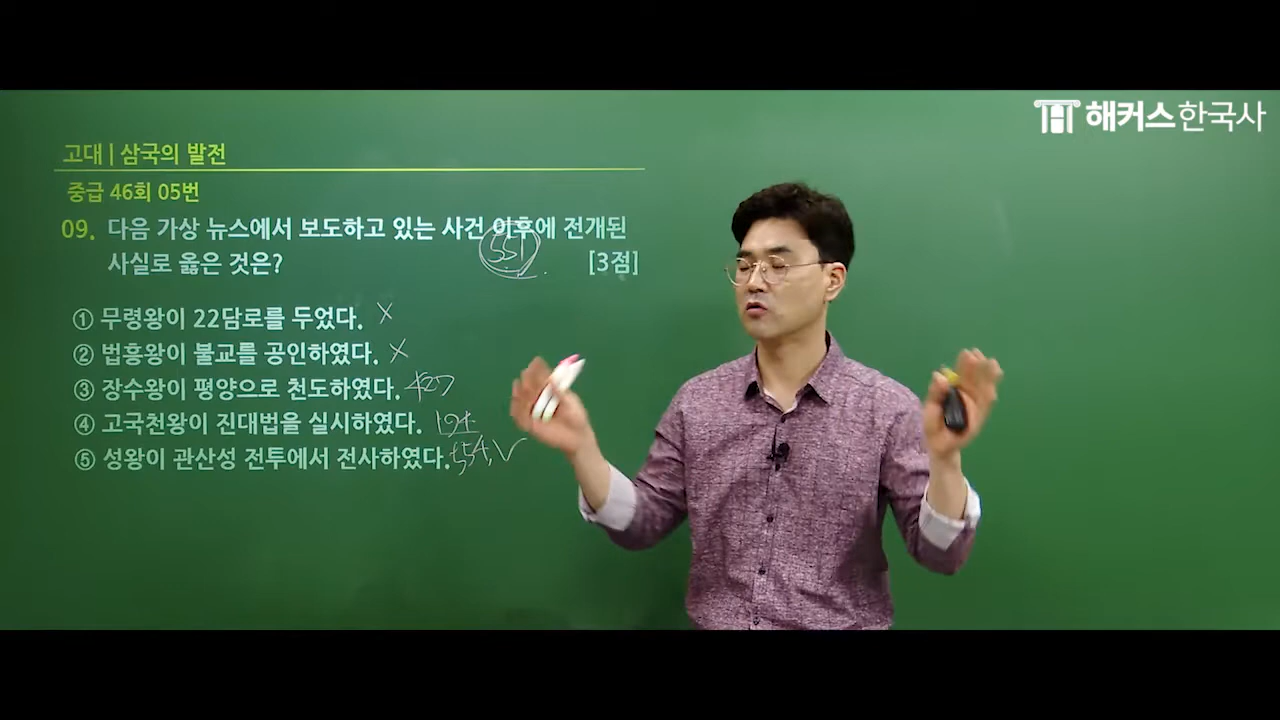 해커스한국사
고대 | 삼국의 발전
중급 46회 05번
09. 다음 가상 뉴스에서 보도하고 있는 사건 이후에 전개된
551
사실로 옳은 것은? [3점]
① 무령왕이 22담로를 두었다. X
② 법흥왕이 불교를 공인하였다. X
③ 장수왕이 평양으로 천도하였다. 427
④ 고국천왕이 진대법을 실시하였다.
⑤ 성왕이 관산성 전투에서 전사하였다. 554. V